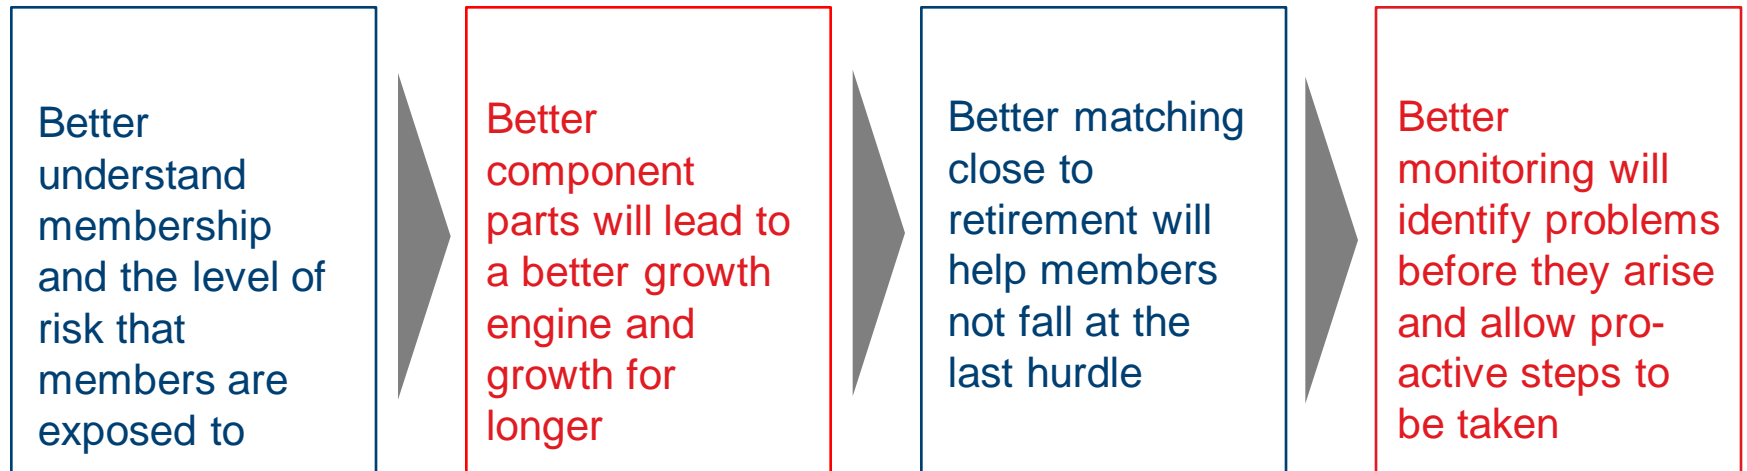 Better
understand
membership
and the level of
risk that
members are
exposed to
Better
component
parts will lead to
a better growth
engine and
growth for
longer
Better matching
close to
retirement will
help members
not fall at the
last hurdle
Better
monitoring will
identify problems
before they arise
and allow pro-
active steps to
be taken